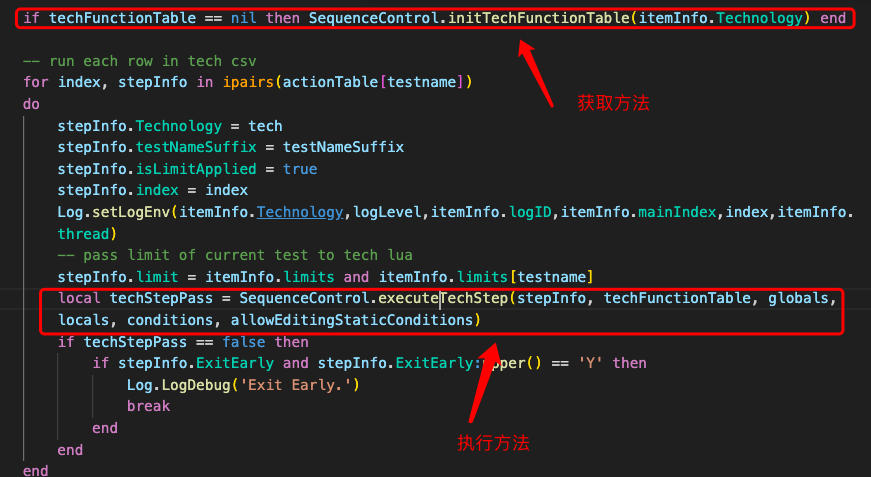 if techFunctionTable == nil then SequenceControl.initTechFunctionTable(itemInfo.Technology) end
-- run each row in tech csv
for index, stepInfo in ipairs(actionTable[testname])
获取方法
do
stepInfo.Technology = tech
stepInfo.testNameSuffix = testNameSuffix
stepInfo.isLimitApplied = true
stepInfo.index = index
Log.setLogEnv(itemInfo.Technology,logLevel,itemInfo.logID,itemInfo.mainIndex,index,itemInfo.
thread)
-- pass limit of current test to tech lua
stepInfo.limit = itemInfo.limits and itemInfo.limits[testname]
local techStepPass = SequenceControl.executeTechStep(stepInfo, techFunctionTable, globals,
locals, conditions, allowEditingStaticConditions)
if techStepPass == false then
if stepInfo.ExitEarly and stepInfo.ExitEarly:upper() == 'Y' then
Log.LogDebug('Exit Early.')
break
end
执行方法
end
end